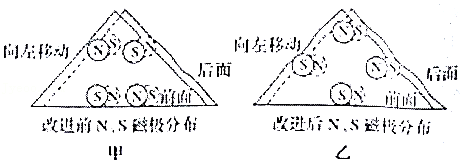 向左移动
N S S N
后面
S N N S 前面
改进前N、S磁极分布
甲
向左移动
N S
S N N S
后面
S N 前面
改进后N、S磁极分布
乙